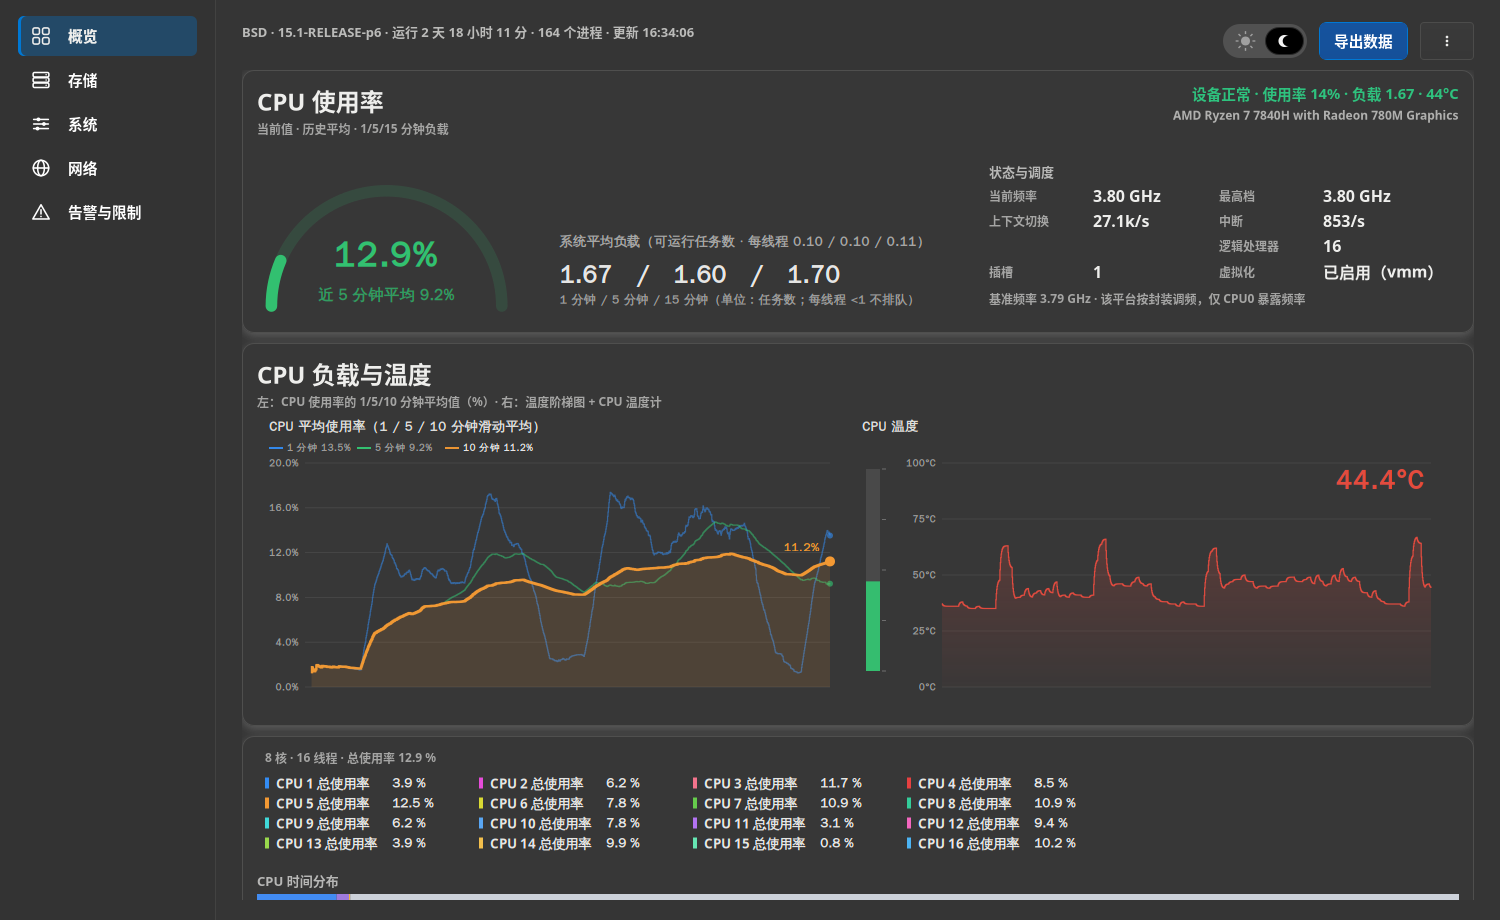 概览
存储
系统
网络
告警与限制
BSD · 15.1-RELEASE-p6 · 运行 2 天 18 小时 11 分 · 164 个进程 · 更新 16:34:06
导出数据
CPU 使用率
当前值 · 历史平均 · 1/5/15 分钟负载
设备正常 · 使用率 14% · 负载 1.67 · 44°C
AMD Ryzen 7 7840H with Radeon 780M Graphics
12.9%
近 5 分钟平均 9.2%
系统平均负载（可运行任务数 · 每线程 0.10 / 0.10 / 0.11）
1.67 / 1.60 / 1.70
1 分钟 / 5 分钟 / 15 分钟（单位：任务数；每线程 <1 不排队）
状态与调度
当前频率 3.80 GHz 最高档 3.80 GHz
上下文切换 27.1k/s 中断 853/s
逻辑处理器 16
插槽 1 虚拟化 已启用（vmm）
基准频率 3.79 GHz · 该平台按封装调频，仅 CPU0 暴露频率
CPU 负载与温度
左：CPU 使用率的 1/5/10 分钟平均值（%）· 右：温度阶梯图 + CPU 温度计
CPU 平均使用率（1 / 5 / 10 分钟滑动平均）
1 分钟 13.5% 5 分钟 9.2% 10 分钟 11.2%
20.0%
16.0%
12.0%
8.0%
4.0%
0.0%
11.2%
CPU 温度
100°C
75°C
50°C
25°C
0°C
44.4°C
8 核 · 16 线程 · 总使用率 12.9 %
CPU 1 总使用率 3.9 % CPU 2 总使用率 6.2 % CPU 3 总使用率 11.7 % CPU 4 总使用率 8.5 %
CPU 5 总使用率 12.5 % CPU 6 总使用率 7.8 % CPU 7 总使用率 10.9 % CPU 8 总使用率 10.9 %
CPU 9 总使用率 6.2 % CPU 10 总使用率 7.8 % CPU 11 总使用率 3.1 % CPU 12 总使用率 9.4 %
CPU 13 总使用率 3.9 % CPU 14 总使用率 9.9 % CPU 15 总使用率 0.8 % CPU 16 总使用率 10.2 %
CPU 时间分布